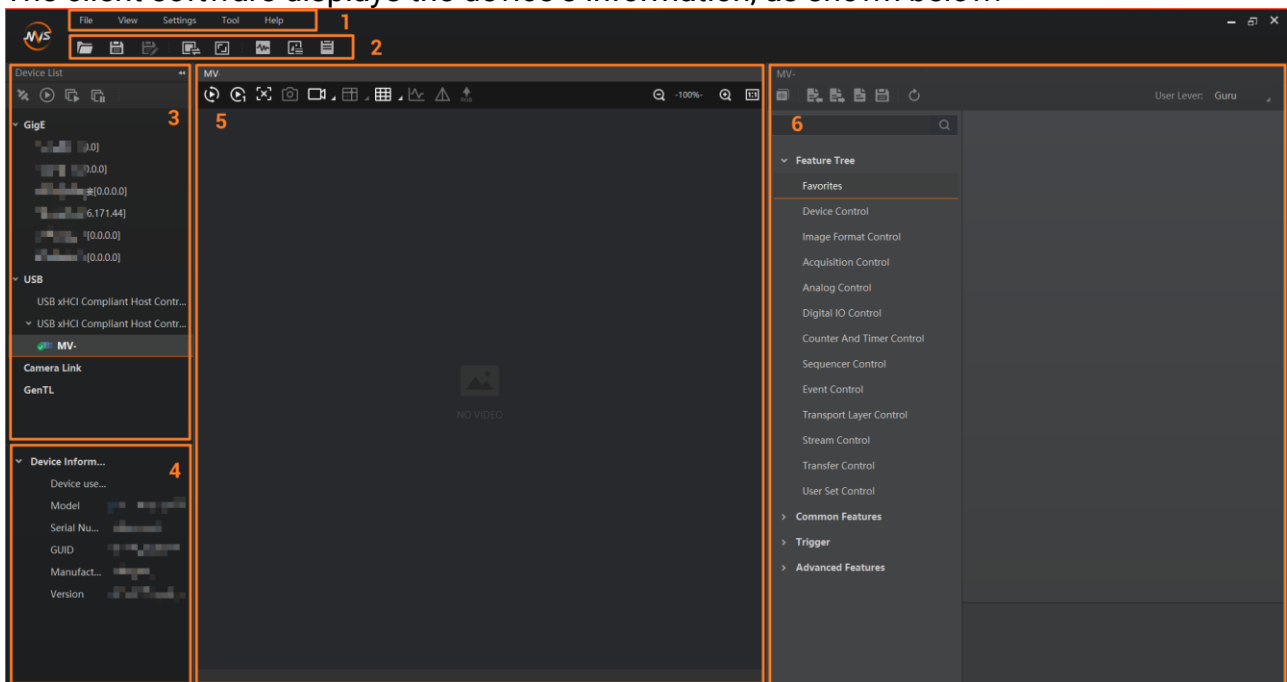 The client software displays the device's information, as shown below:
MVS
File View Settings Tool Help 1
2
Device List
3
GigE
0.0]
0.0.0]
[0.0.0.0]
6.171.44]
[0.0.0.0]
[0.0.0.0]
USB
USB xHCI Compliant Host Contr...
USB xHCI Compliant Host Contr...
MV-
Camera Link
GenTL
4
Device Inform...
Device use...
Model
Serial Nu...
GUID
Manufact...
Version
MV
-100%- 1:1
5
NO VIDEO
MV-
User Lever: Guru
6
Feature Tree
Favorites
Device Control
Image Format Control
Acquisition Control
Analog Control
Digital IO Control
Counter And Timer Control
Sequencer Control
Event Control
Transport Layer Control
Stream Control
Transfer Control
User Set Control
Common Features
Trigger
Advanced Features